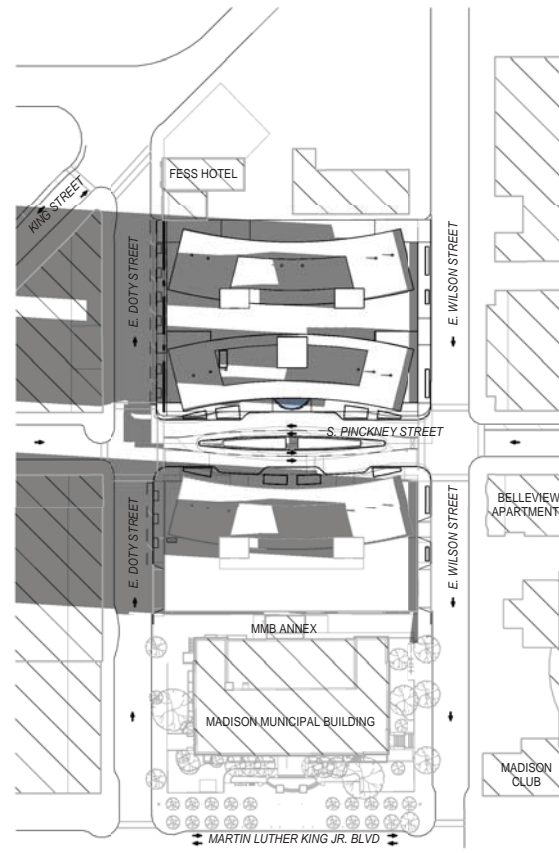 FESS HOTEL
KING STREET
E. DOTY STREET
E. WILSON STREET
S. PINCKNEY STREET
E. DOTY STREET
E. WILSON STREET
BELLEVIEW
APARTMENT
MMB ANNEX
MADISON MUNICIPAL BUILDING
MADISON
CLUB
MARTIN LUTHER KING JR. BLVD